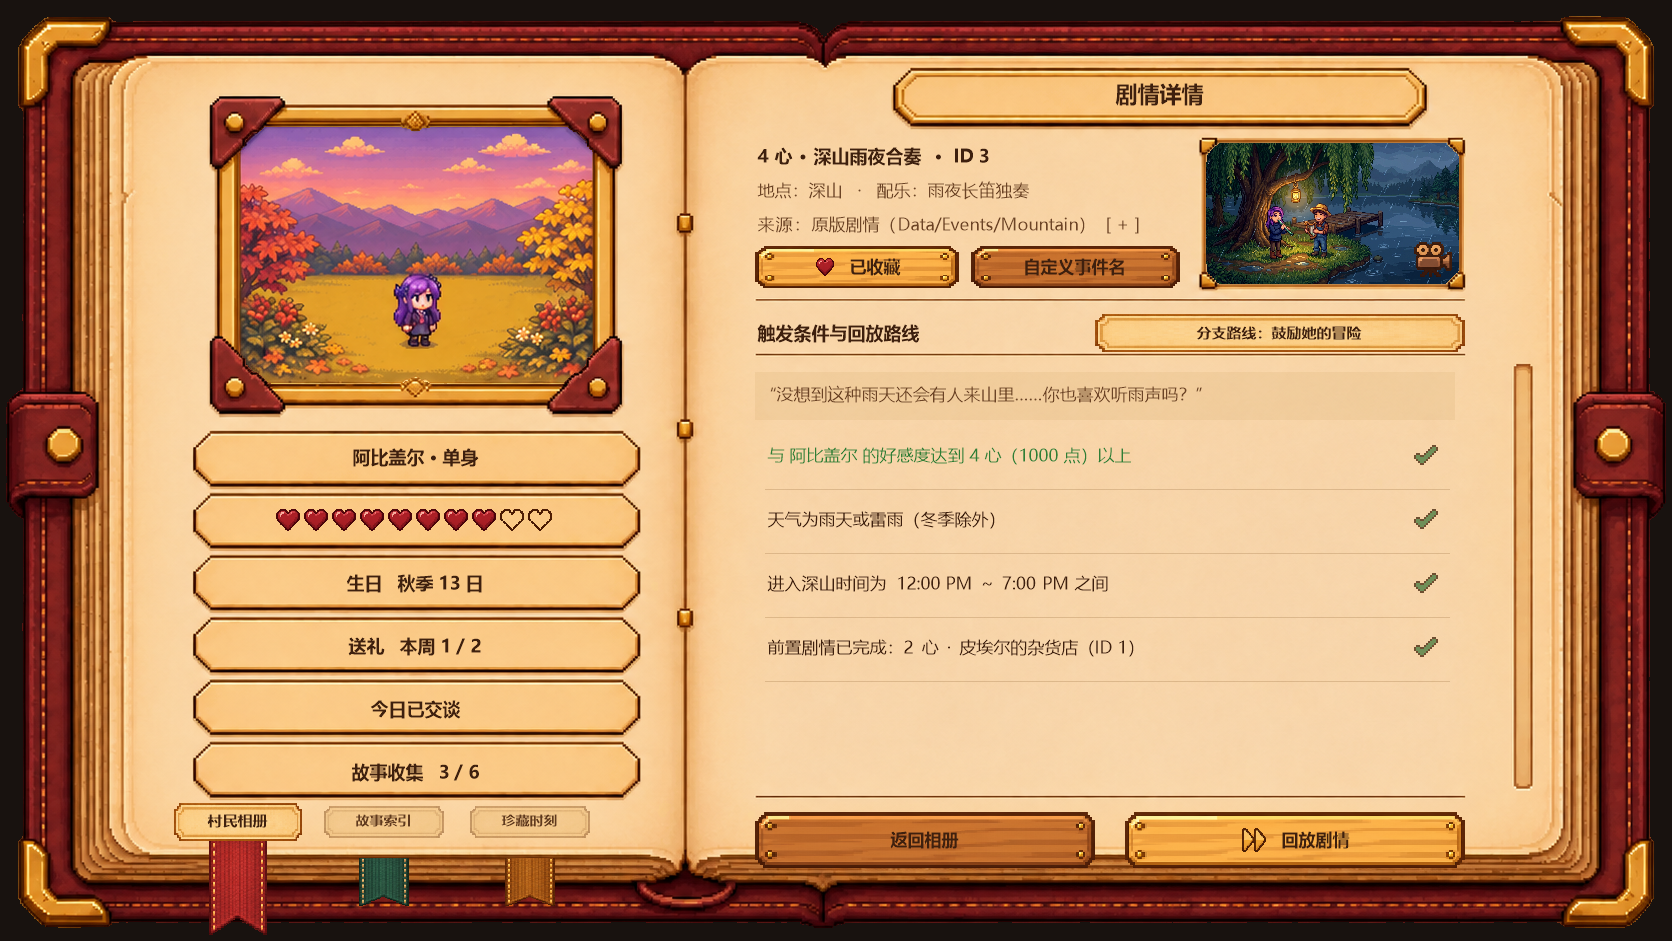 阿比盖尔・单身
生日 秋季 13 日
送礼 本周 1 / 2
今日已交谈
故事收集 3 / 6
村民相册
故事索引
珍藏时刻
剧情详情
4 心・深山雨夜合奏 · ID 3
地点：深山 · 配乐：雨夜长笛独奏
来源：原版剧情（Data/Events/Mountain） [ + ]
已收藏
自定义事件名
触发条件与回放路线
分支路线：鼓励她的冒险
“没想到这种雨天还会有人来山里……你也喜欢听雨声吗？”
与 阿比盖尔 的好感度达到 4 心（1000 点）以上
天气为雨天或雷雨（冬季除外）
进入深山时间为 12:00 PM ~ 7:00 PM 之间
前置剧情已完成：2 心 · 皮埃尔的杂货店（ID 1）
返回相册
回放剧情